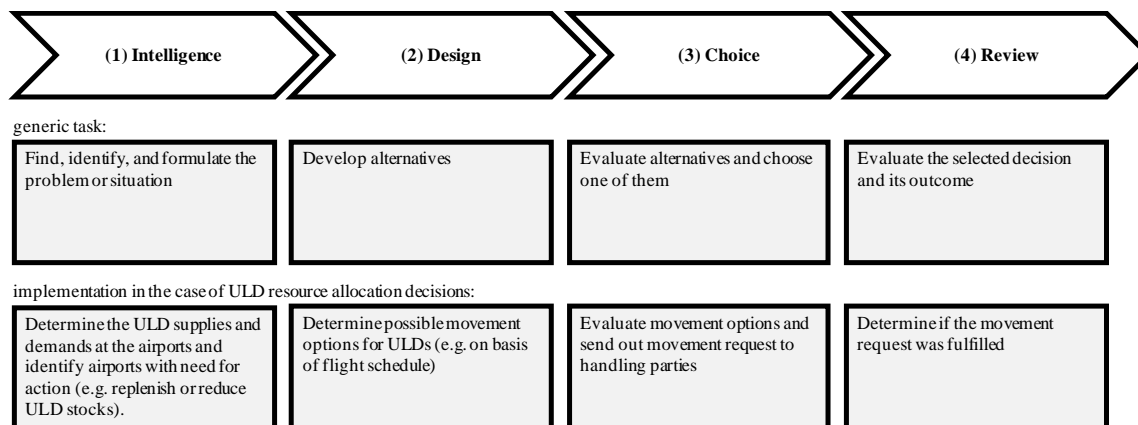 (1) Intelligence
(2) Design
(3) Choice
(4) Review
generic task:
Find, identify, and formulate the
problem or situation
Develop alternatives
Evaluate alternatives and choose
one of them
Evaluate the selected decision
and its outcome
implementation in the case of ULD resource allocation decisions:
Determine the ULD supplies and
demands at the airports and
identify airports with need for
action (e.g. replenish or reduce
ULD stocks).
Determine possible movement
options for ULDs (e.g. on basis
of flight schedule)
Evaluate movement options and
send out movement request to
handling parties
Determine if the movement
request was fulfilled